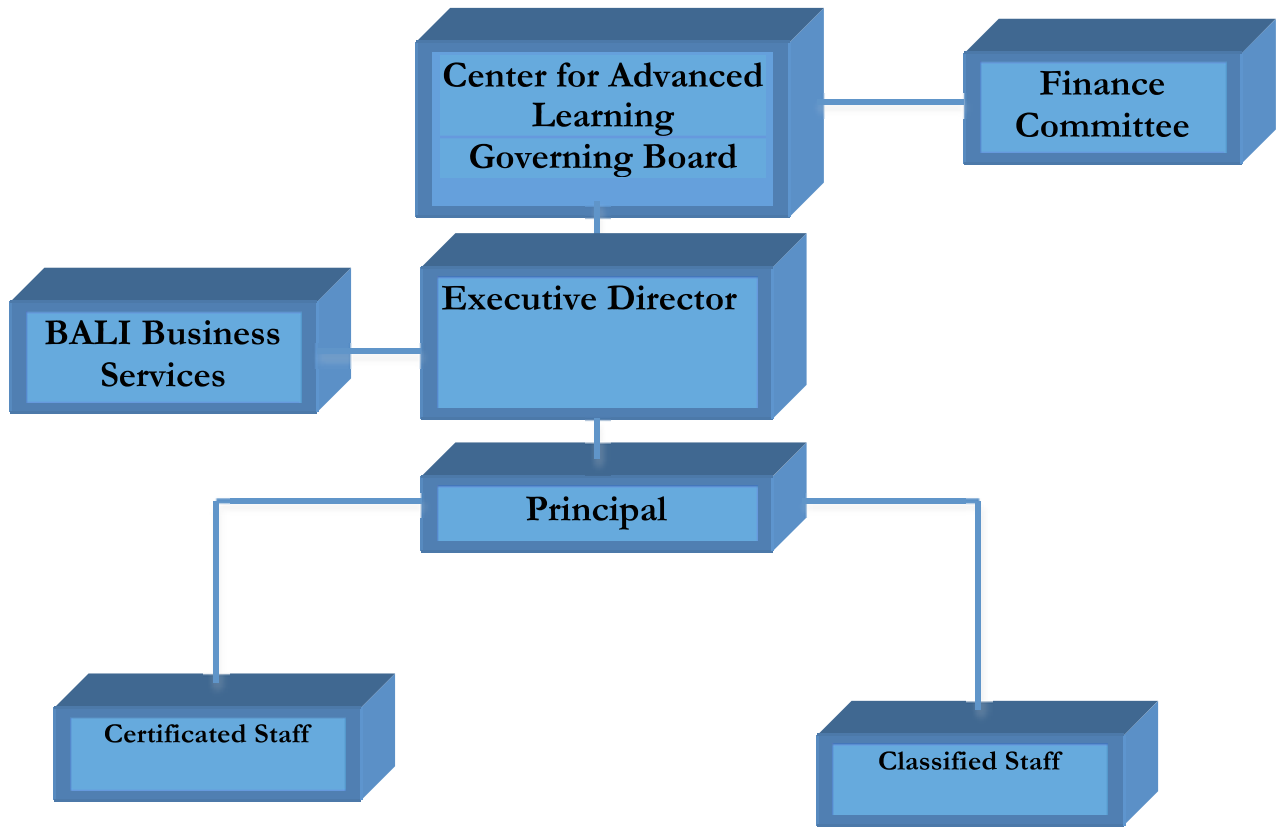 Center for Advanced
Learning
Governing Board
Finance
Committee
Executive Director
BALI Business
Services
Principal
Certificated Staff
Classified Staff